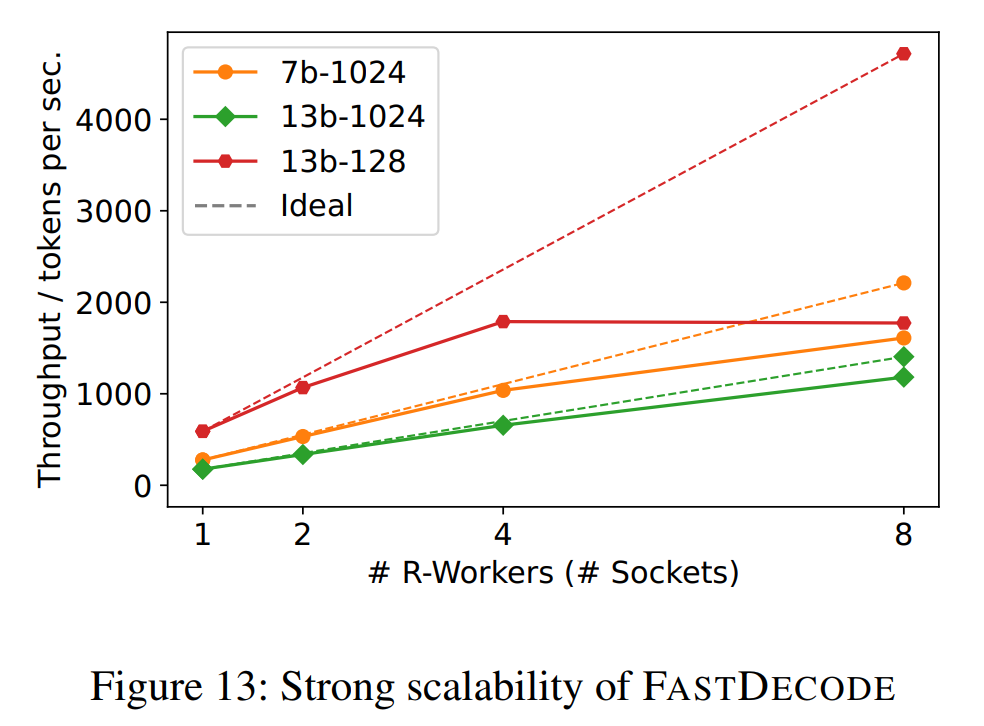 Throughput / tokens per sec.
4000
3000
2000
1000
0
7b-1024
13b-1024
13b-128
Ideal
1 2 4 8
# R-Workers (# Sockets)
Figure 13: Strong scalability of FASTDECODE